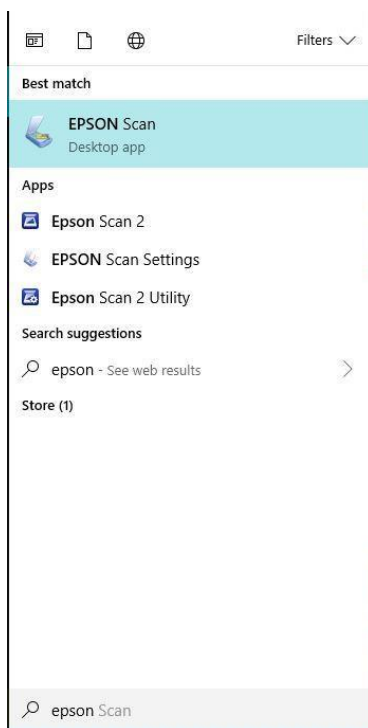 Filters
Best match
EPSON Scan
Desktop app
Apps
Epson Scan 2
EPSON Scan Settings
Epson Scan 2 Utility
Search suggestions
epson - See web results
Store (1)
epson Scan